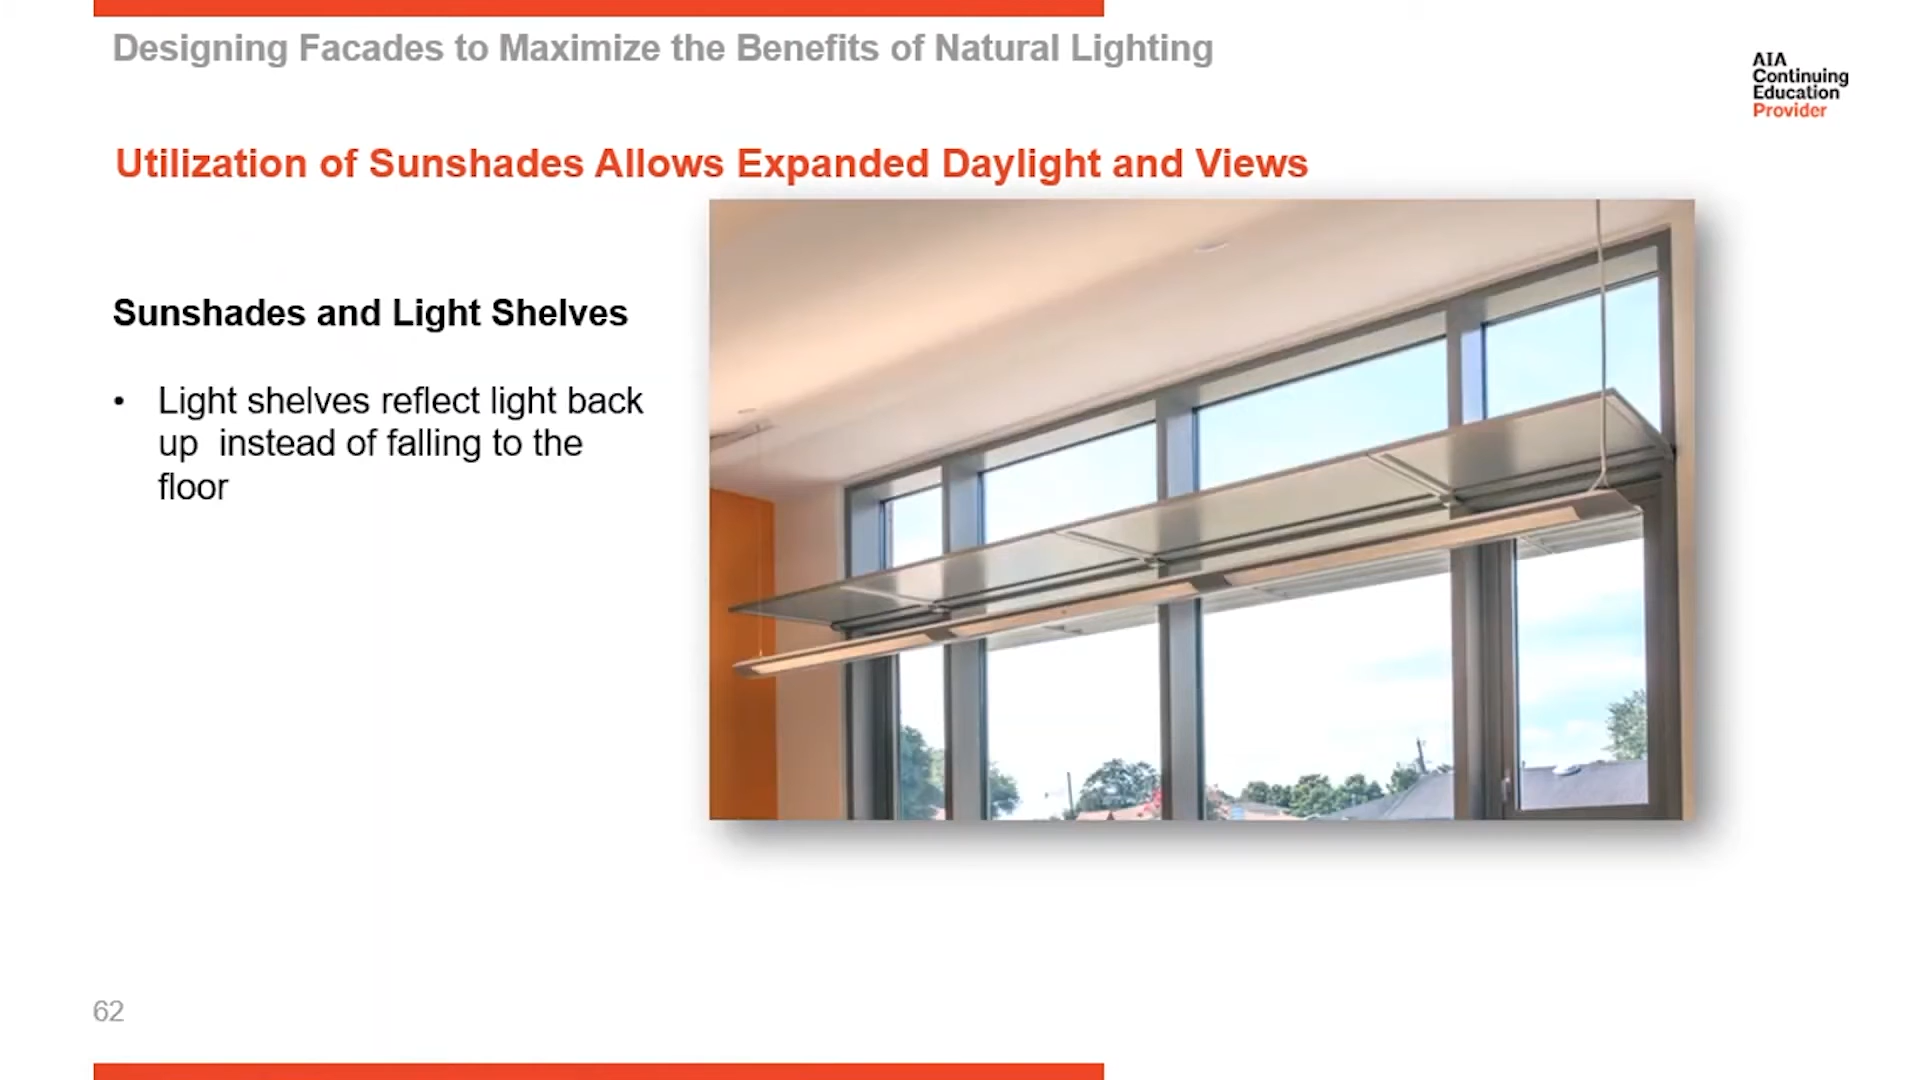 Designing Facades to Maximize the Benefits of Natural Lighting
AIA
Continuing
Education
Provider
Utilization of Sunshades Allows Expanded Daylight and Views
Sunshades and Light Shelves
• Light shelves reflect light back
up  instead of falling to the
floor
62